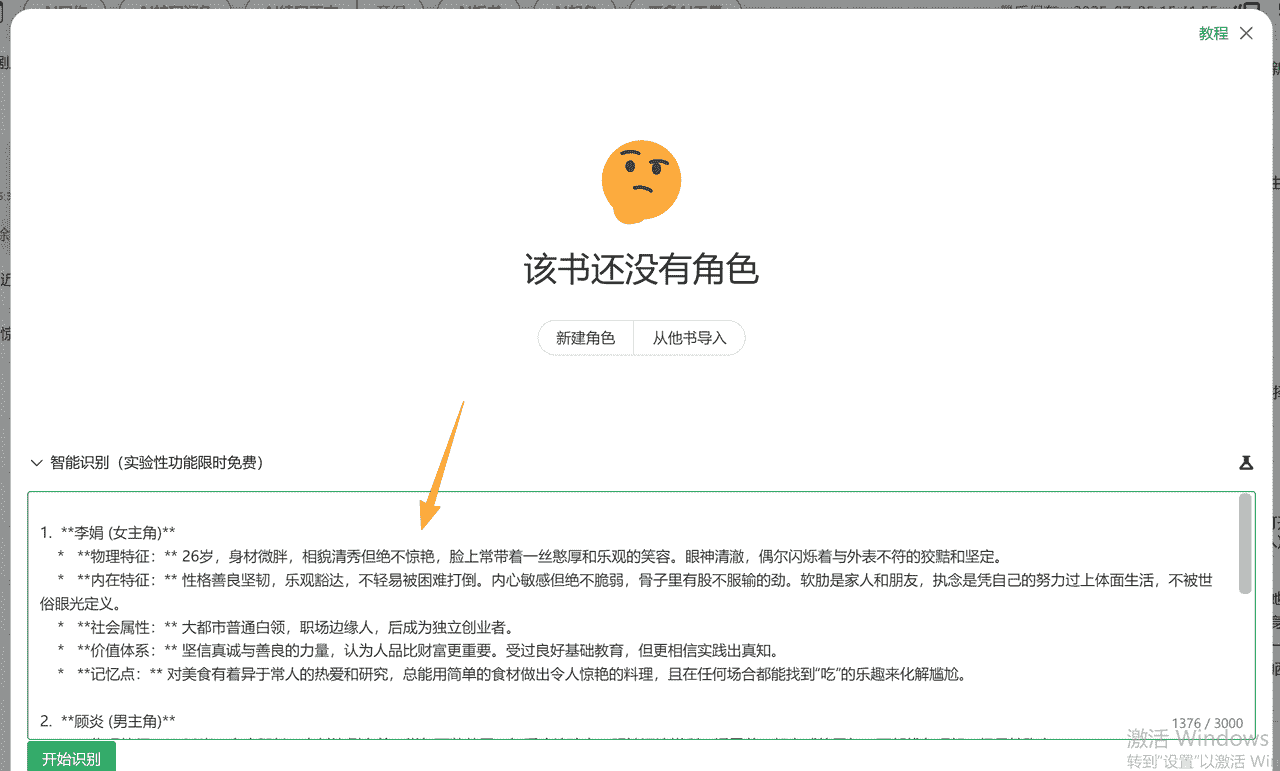 教程
该书还没有角色
新建角色
从他书导入
智能识别（实验性功能限时免费）
1. **李娟 (女主角)**
* **物理特征：** 26岁，身材微胖，相貌清秀但绝不惊艳，脸上常带着一丝憨厚和乐观的笑容。眼神清澈，偶尔闪烁着与外表不符的狡黠和坚定。
* **内在特征：** 性格善良坚韧，乐观豁达，不轻易被困难打倒。内心敏感但绝不脆弱，骨子里有股不服输的劲。软肋是家人和朋友，执念是凭自己的努力过上体面生活，不被世
俗眼光定义。
* **社会属性：** 大都市普通白领，职场边缘人，后成为独立创业者。
* **价值体系：** 坚信真诚与善良的力量，认为人品比财富更重要。受过良好基础教育，但更相信实践出真知。
* **记忆点：** 对美食有着异于常人的热爱和研究，总能用简单的食材做出令人惊艳的料理，且在任何场合都能找到“吃”的乐趣来化解尴尬。
2. **顾炎 (男主角)**
1376 / 3000
开始识别
激活 Windows
转到“设置”以激活 Win